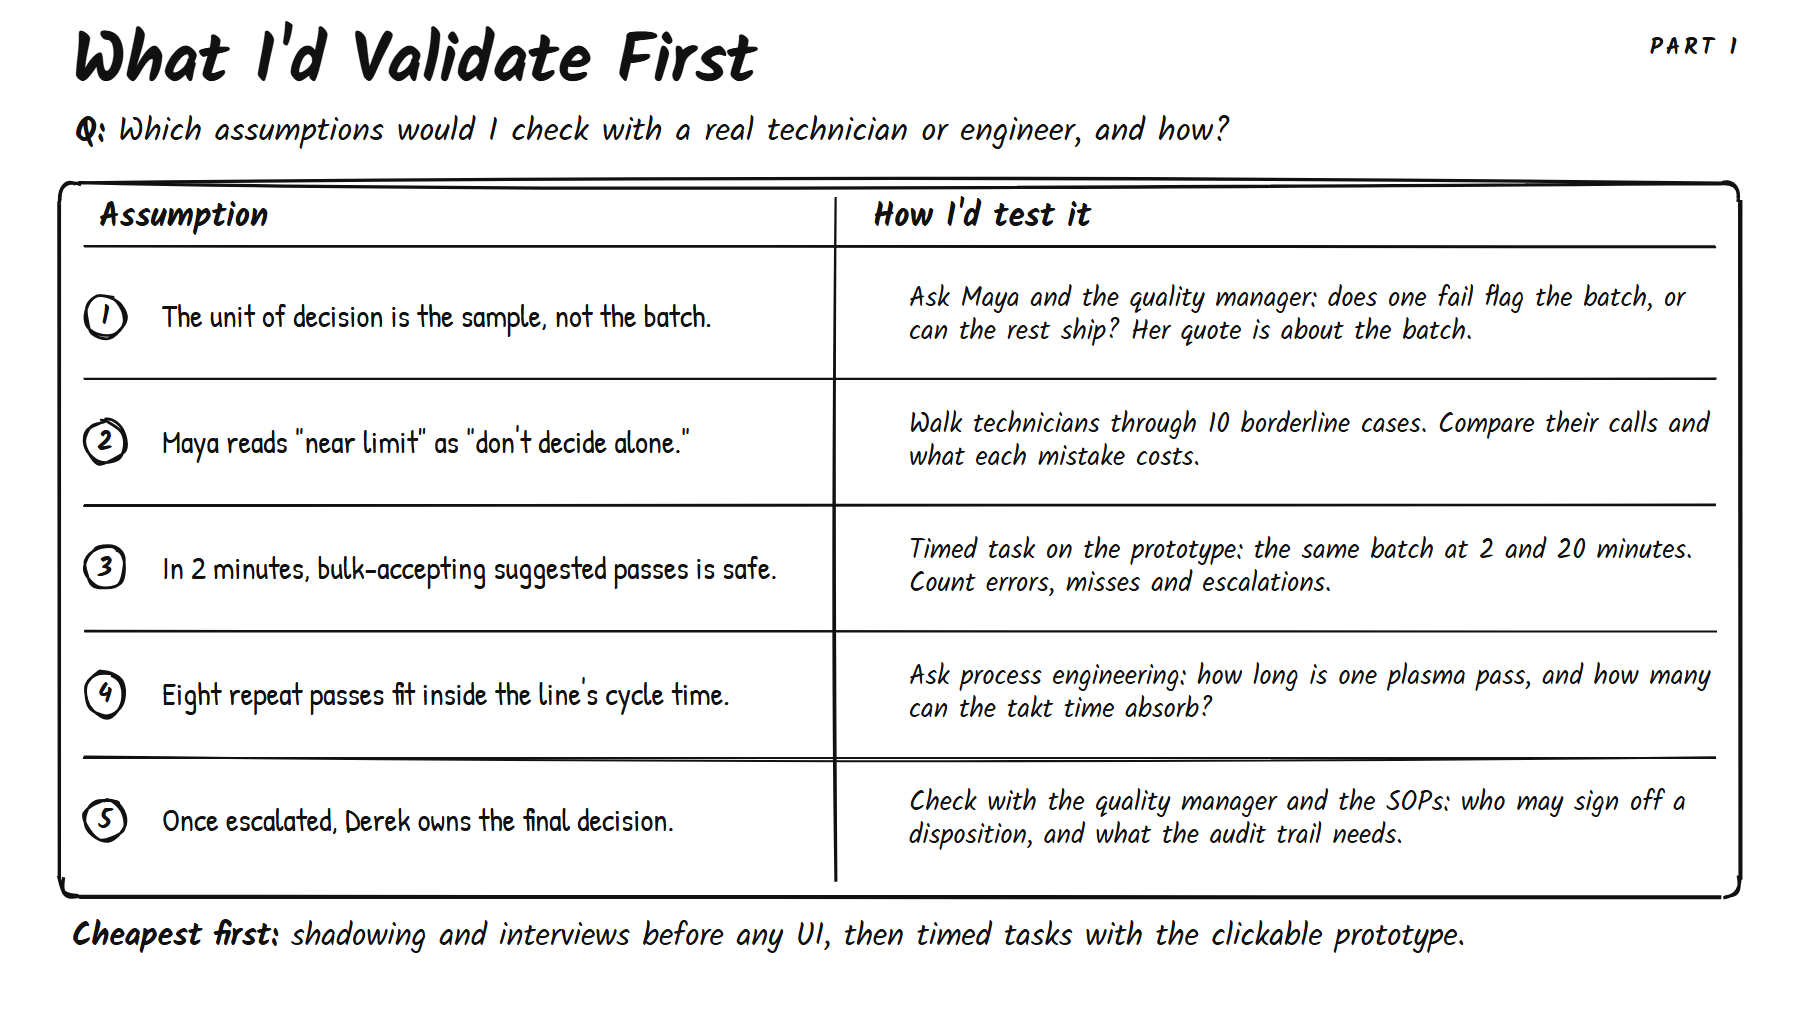 What I'd Validate First
PART 1
Q: Which assumptions would I check with a real technician or engineer, and how?
Assumption
How I'd test it
1
The unit of decision is the sample, not the batch.
Ask Maya and the quality manager: does one fail flag the batch, or
can the rest ship? Her quote is about the batch.
2
Maya reads "near limit" as "don't decide alone."
Walk technicians through 10 borderline cases. Compare their calls and
what each mistake costs.
3
In 2 minutes, bulk-accepting suggested passes is safe.
Timed task on the prototype: the same batch at 2 and 20 minutes.
Count errors, misses and escalations.
4
Eight repeat passes fit inside the line's cycle time.
Ask process engineering: how long is one plasma pass, and how many
can the takt time absorb?
5
Once escalated, Derek owns the final decision.
Check with the quality manager and the SOPs: who may sign off a
disposition, and what the audit trail needs.
Cheapest first: shadowing and interviews before any UI, then timed tasks with the clickable prototype.